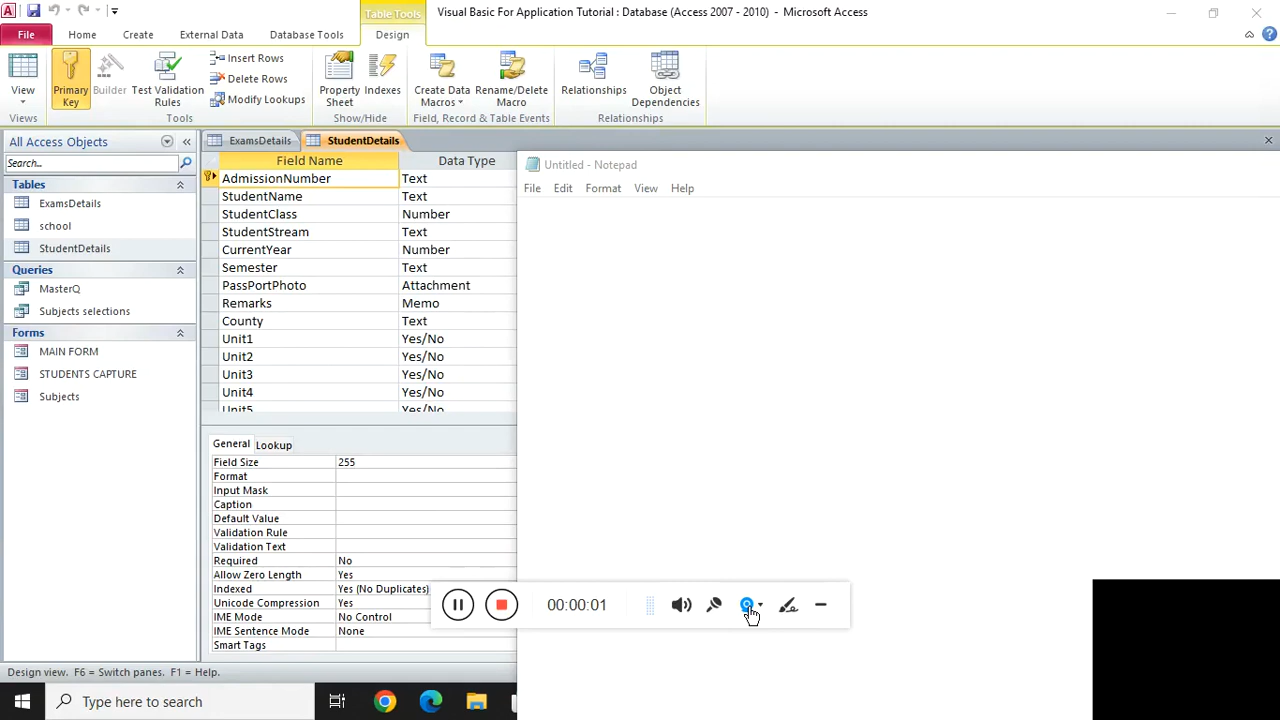 Table Tools
Visual Basic For Application Tutorial : Database (Access 2007 - 2010) - Microsoft Access
File Home Create External Data Database Tools Design
View
Primary Key
Builder
Test Validation Rules
Insert Rows
Delete Rows
Modify Lookups
Property Sheet
Indexes
Create Data Macros
Rename/Delete Macro
Relationships
Object Dependencies
Views Tools Show/Hide Field, Record & Table Events Relationships
All Access Objects
Search...
Tables
ExamsDetails
school
StudentDetails
Queries
MasterQ
Subjects selections
Forms
MAIN FORM
STUDENTS CAPTURE
Subjects
ExamsDetails StudentDetails
Field Name Data Type
AdmissionNumber Text
StudentName Text
StudentClass Number
StudentStream Text
CurrentYear Number
Semester Text
PassPortPhoto Attachment
Remarks Memo
County Text
Unit1 Yes/No
Unit2 Yes/No
Unit3 Yes/No
Unit4 Yes/No
Unit5 Yes/No
General Lookup
Field Size 255
Format
Input Mask
Caption
Default Value
Validation Rule
Validation Text
Required No
Allow Zero Length Yes
Indexed Yes (No Duplicates)
Unicode Compression Yes
IME Mode No Control
IME Sentence Mode None
Smart Tags
Untitled - Notepad
File Edit Format View Help
00:00:01
Design view. F6 = Switch panes. F1 = Help.
Type here to search